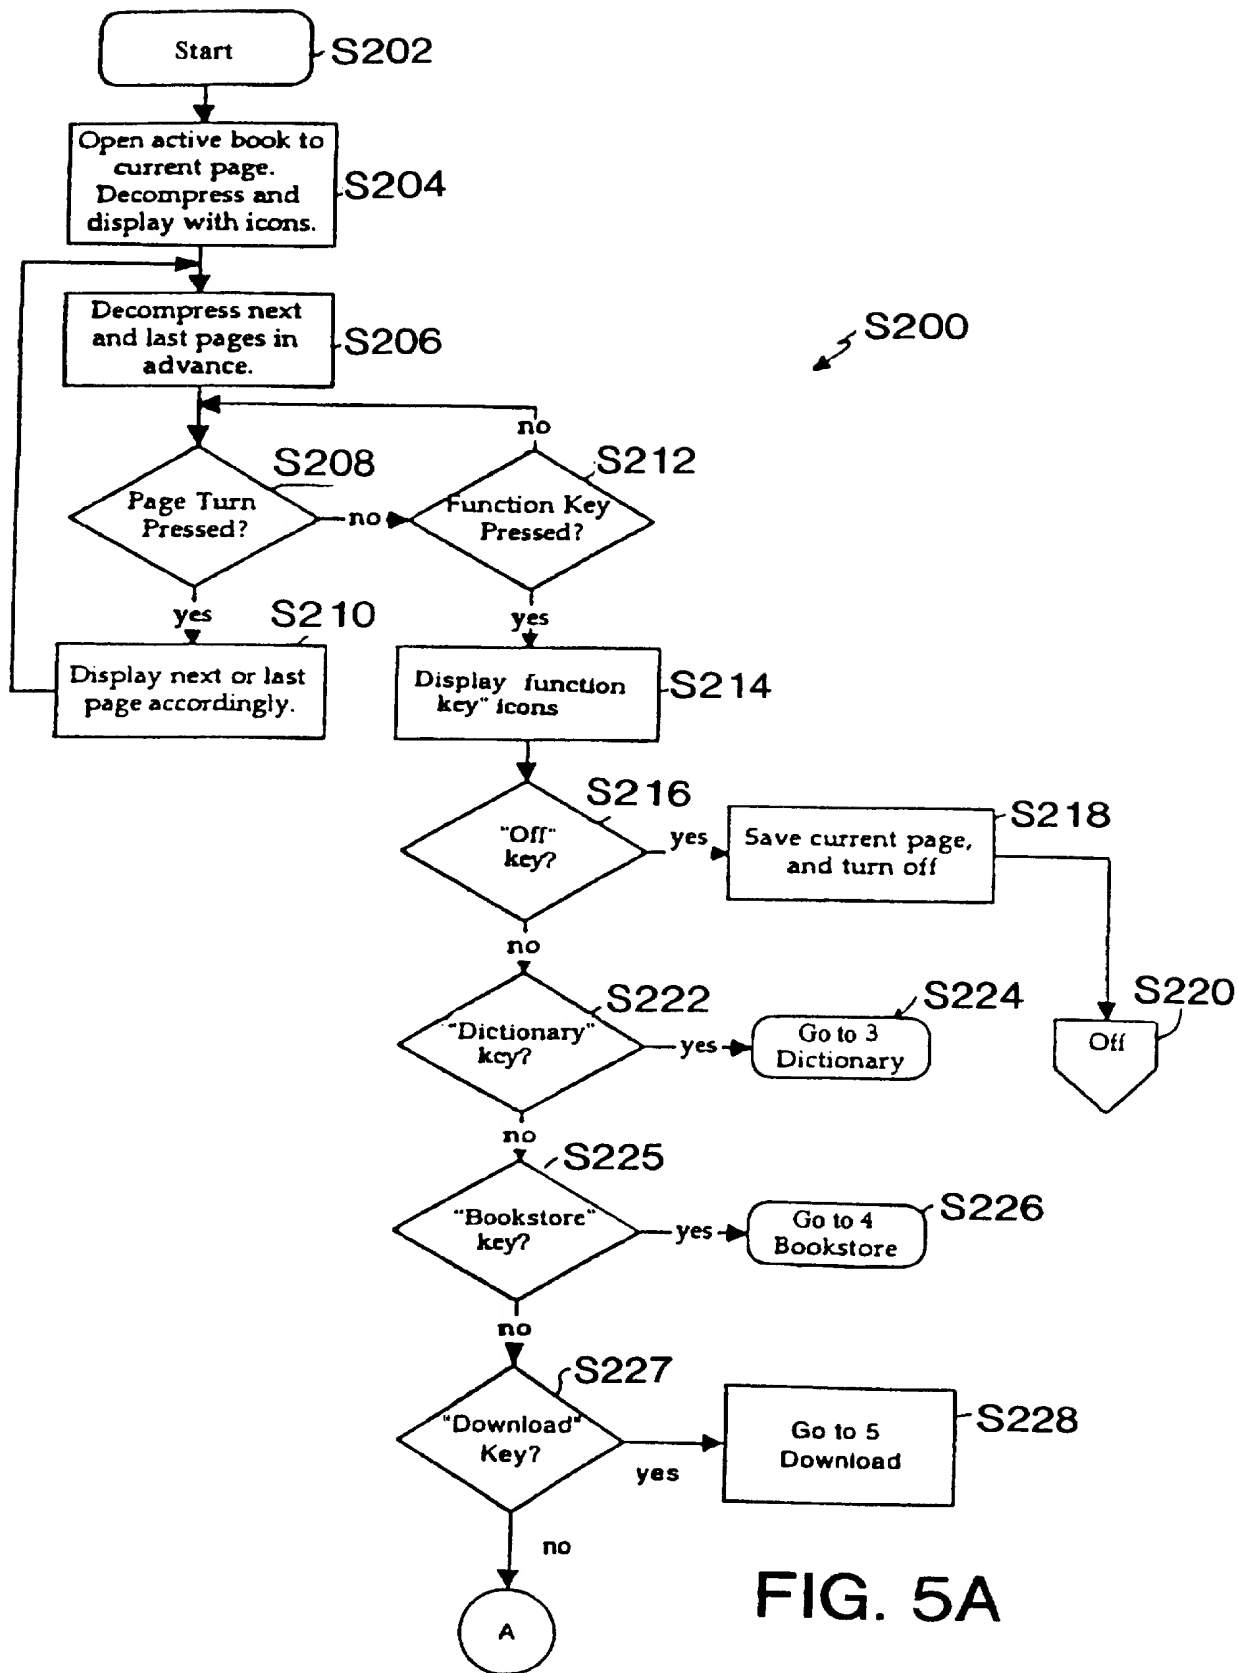 Start
S202
Open active book to
current page.
Decompress and
display with icons.
S204
Decompress next
and last pages in
advance.
S206
S200
no
Page Turn
Pressed?
S208
no
Function Key
Pressed?
S212
yes
yes
Display next or last
page accordingly.
S210
Display function
key" icons
S214
"Off"
key?
S216
yes
Save current page,
and turn off
S218
no
"Dictionary"
key?
S222
yes
Go to 3
Dictionary
S224
Off
S220
no
"Bookstore"
key?
S225
yes
Go to 4
Bookstore
S226
no
"Download"
Key?
S227
yes
Go to 5
Download
S228
no
A
FIG. 5A